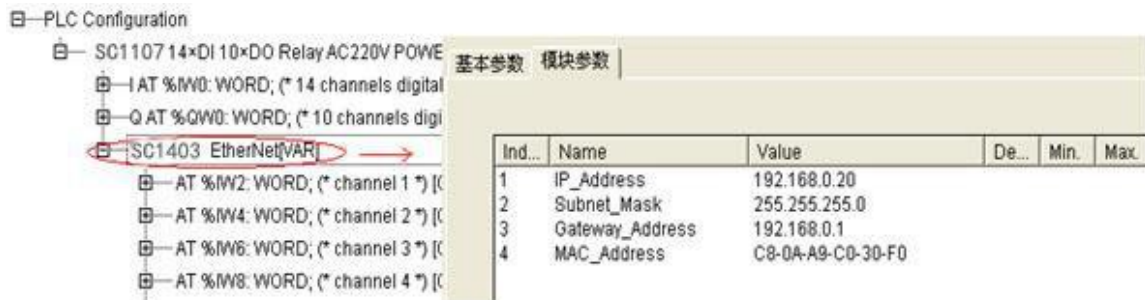 PLC Configuration
SC1107 14×DI 10×DO Relay AC220V POWE
I AT %IW0: WORD; (* 14 channels digital
Q AT %QW0: WORD; (* 10 channels digi
SC1403 EtherNet[VAR]
AT %IW2: WORD; (* channel 1 *) [
AT %IW4: WORD; (* channel 2 *) [
AT %IW6: WORD; (* channel 3 *) [
AT %IW8: WORD; (* channel 4 *) [
基本参数 模块参数
Ind... Name Value De... Min. Max.
1 IP_Address 192.168.0.20
2 Subnet_Mask 255.255.255.0
3 Gateway_Address 192.168.0.1
4 MAC_Address C8-0A-A9-C0-30-F0